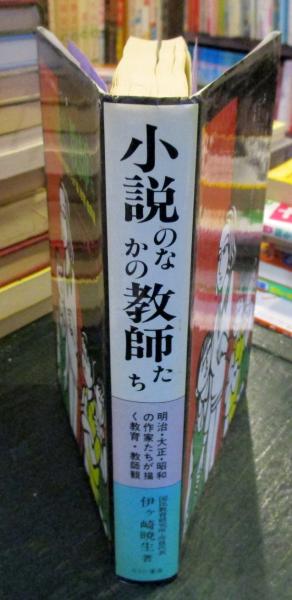 小説のなかの教師たち
明治・大正・昭和
の作家たちが描
く教育・教師観
伊ヶ崎暁生 著